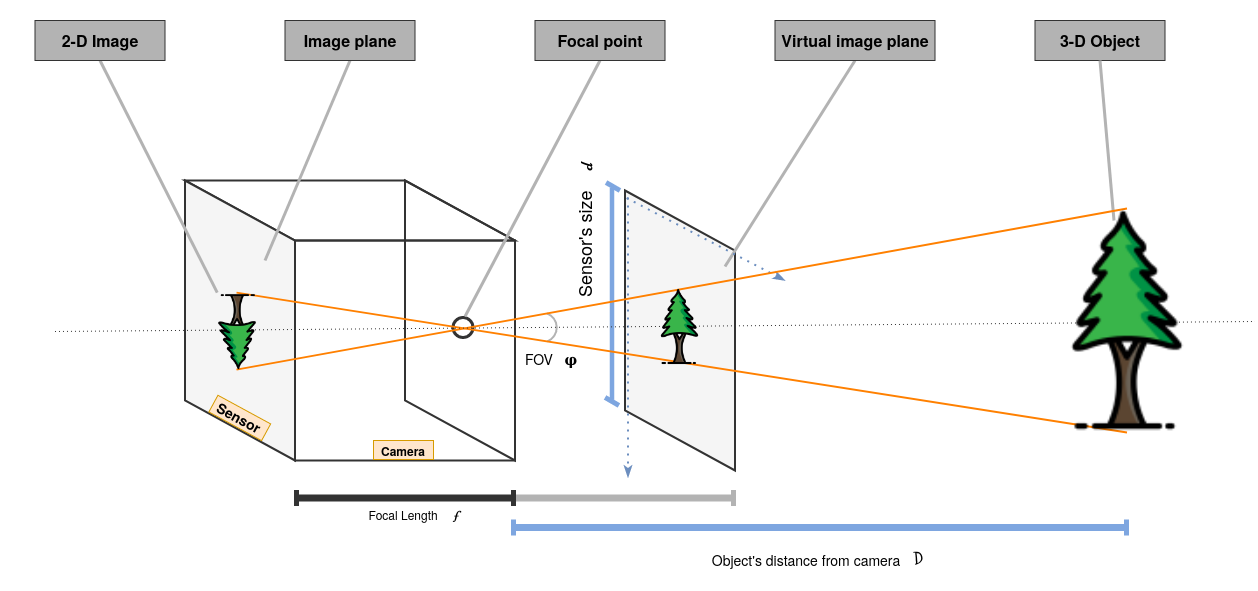 2-D Image
Image plane
Focal point
Virtual image plane
3-D Object
Sensor's size d
FOV φ
Sensor
Camera
Focal Length f
Object's distance from camera D